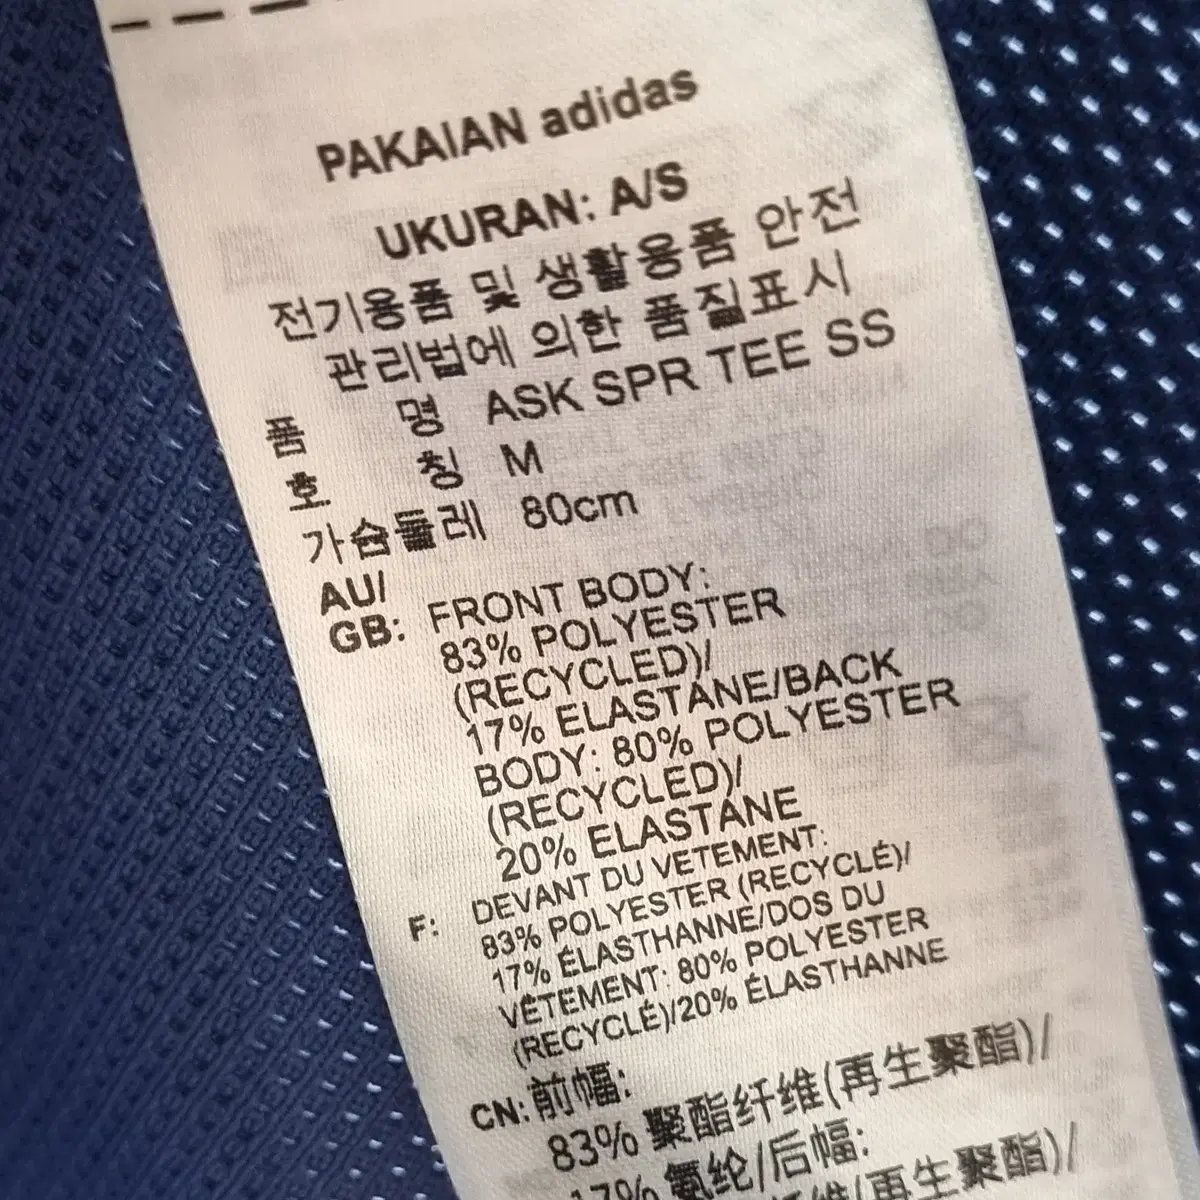 PAKAIAN adidas
UKURAN: A/S
전기용품 및 생활용품 안전
관리법에 의한 품질표시
품 명 ASK SPR TEE SS
호 칭 M
가슴둘레 80cm
AU/
GB: FRONT BODY:
83% POLYESTER
(RECYCLED)/
17% ELASTANE/BACK
BODY: 80% POLYESTER
(RECYCLED)/
20% ELASTANE
F: DEVANT DU VETEMENT:
83% POLYESTER (RECYCLÉ)/
17% ÉLASTHANNE/DOS DU
VÊTEMENT: 80% POLYESTER
(RECYCLÉ)/20% ÉLASTHANNE
CN: 前幅:
83% 聚酯纤维(再生聚酯)/
17% 氨纶/后幅:
纤维(再生聚酯)/